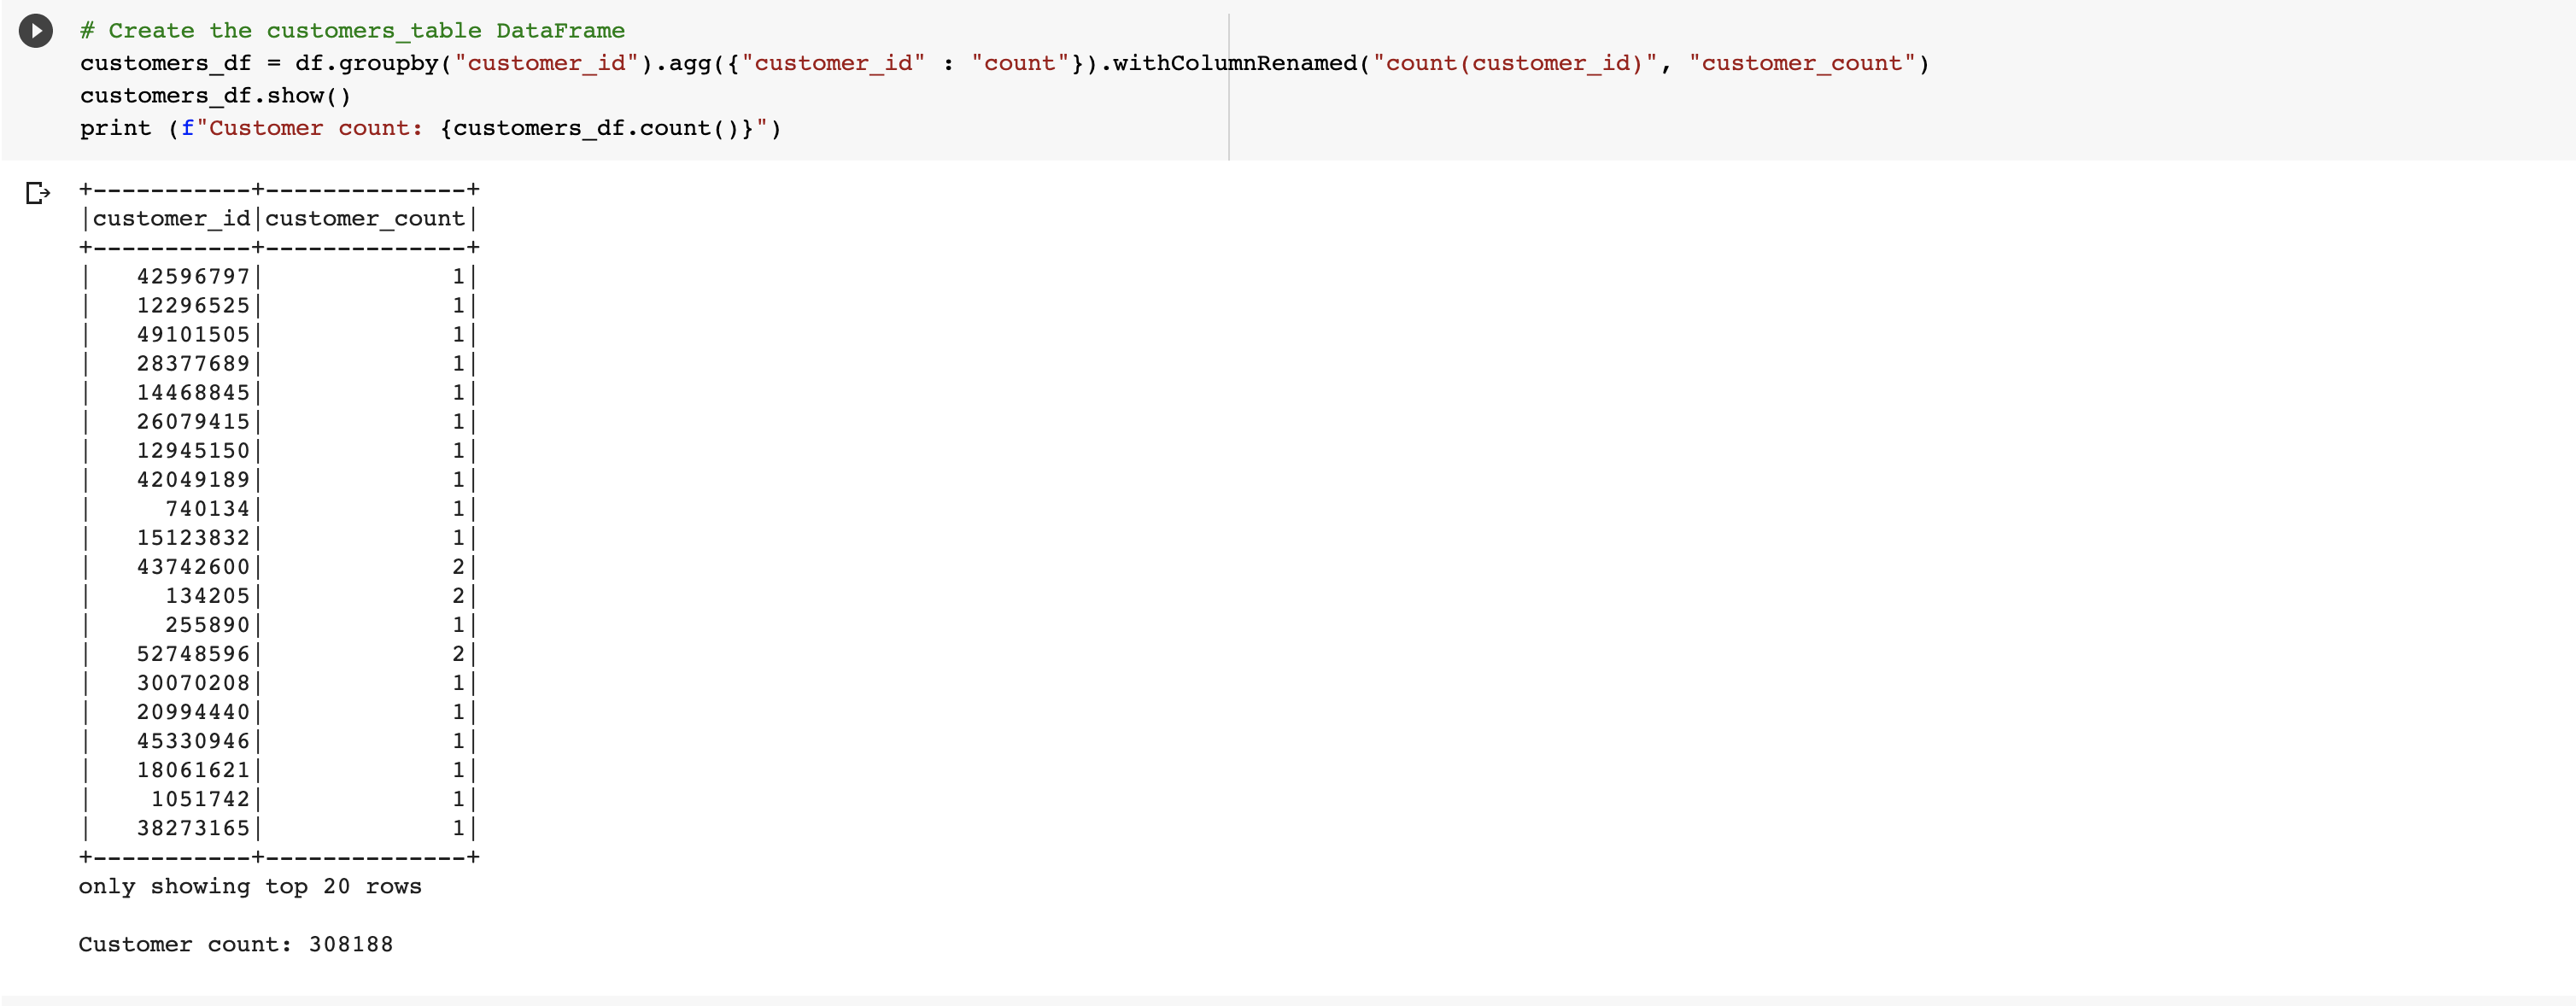 # Create the customers_table DataFrame
customers_df = df.groupby("customer_id").agg({"customer_id" : "count"}).withColumnRenamed("count(customer_id)", "customer_count")
customers_df.show()
print (f"Customer count: {customers_df.count()}")
+-----------+--------------+
|customer_id|customer_count|
+-----------+--------------+
|   42596797|             1|
|   12296525|             1|
|   49101505|             1|
|   28377689|             1|
|   14468845|             1|
|   26079415|             1|
|   12945150|             1|
|   42049189|             1|
|     740134|             1|
|   15123832|             1|
|   43742600|             2|
|     134205|             2|
|     255890|             1|
|   52748596|             2|
|   30070208|             1|
|   20994440|             1|
|   45330946|             1|
|   18061621|             1|
|    1051742|             1|
|   38273165|             1|
+-----------+--------------+
only showing top 20 rows
Customer count: 308188